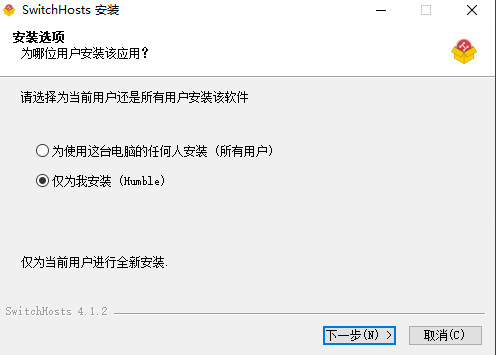 SwitchHosts 安装
安装选项
为哪位用户安装该应用？
请选择为当前用户还是所有用户安装该软件
为使用这台电脑的任何人安装 (所有用户)
仅为我安装 (Humble)
仅为当前用户进行全新安装.
SwitchHosts 4.1.2
下一步(N) >
取消(C)